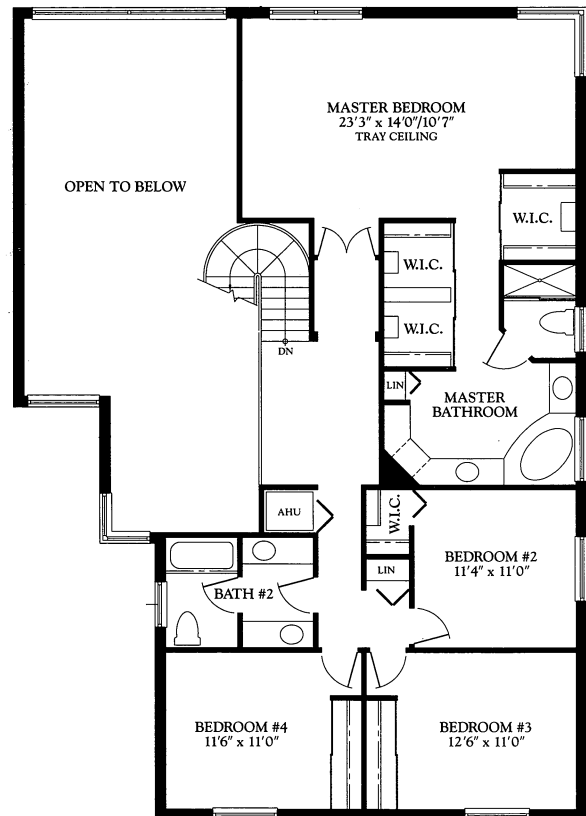 MASTER BEDROOM
23'3" x 14'0"/10'7"
TRAY CEILING
OPEN TO BELOW
W.I.C.
W.I.C.
W.I.C.
DN
LIN
MASTER
BATHROOM
AHU
W.I.C.
BEDROOM #2
11'4" x 11'0"
LIN
BATH #2
BEDROOM #4
11'6" x 11'0"
BEDROOM #3
12'6" x 11'0"